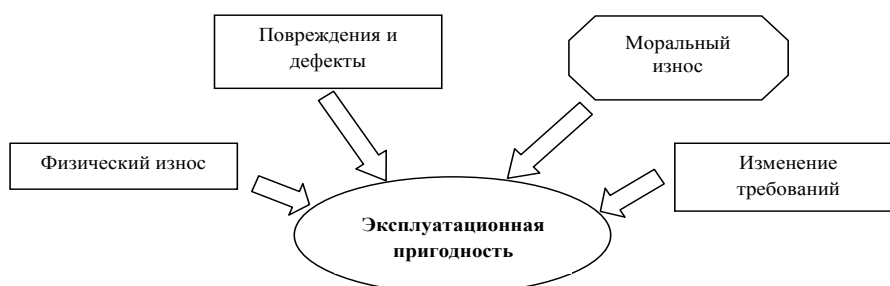 Повреждения и
дефекты
Моральный
износ
Физический износ
Изменение
требований
Эксплуатационная
пригодность